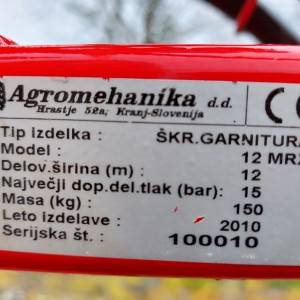 Agromehanika d.d.
Hrastje 52a; Kranj-Slovenija
CE
Tip izdelka : ŠKR.GARNITURA
Model : 12 MRX
Delov.širina (m) : 12
Največji dop.del.tlak (bar): 15
Masa (kg) : 150
Leto izdelave : 2010
Serijska št. : 100010